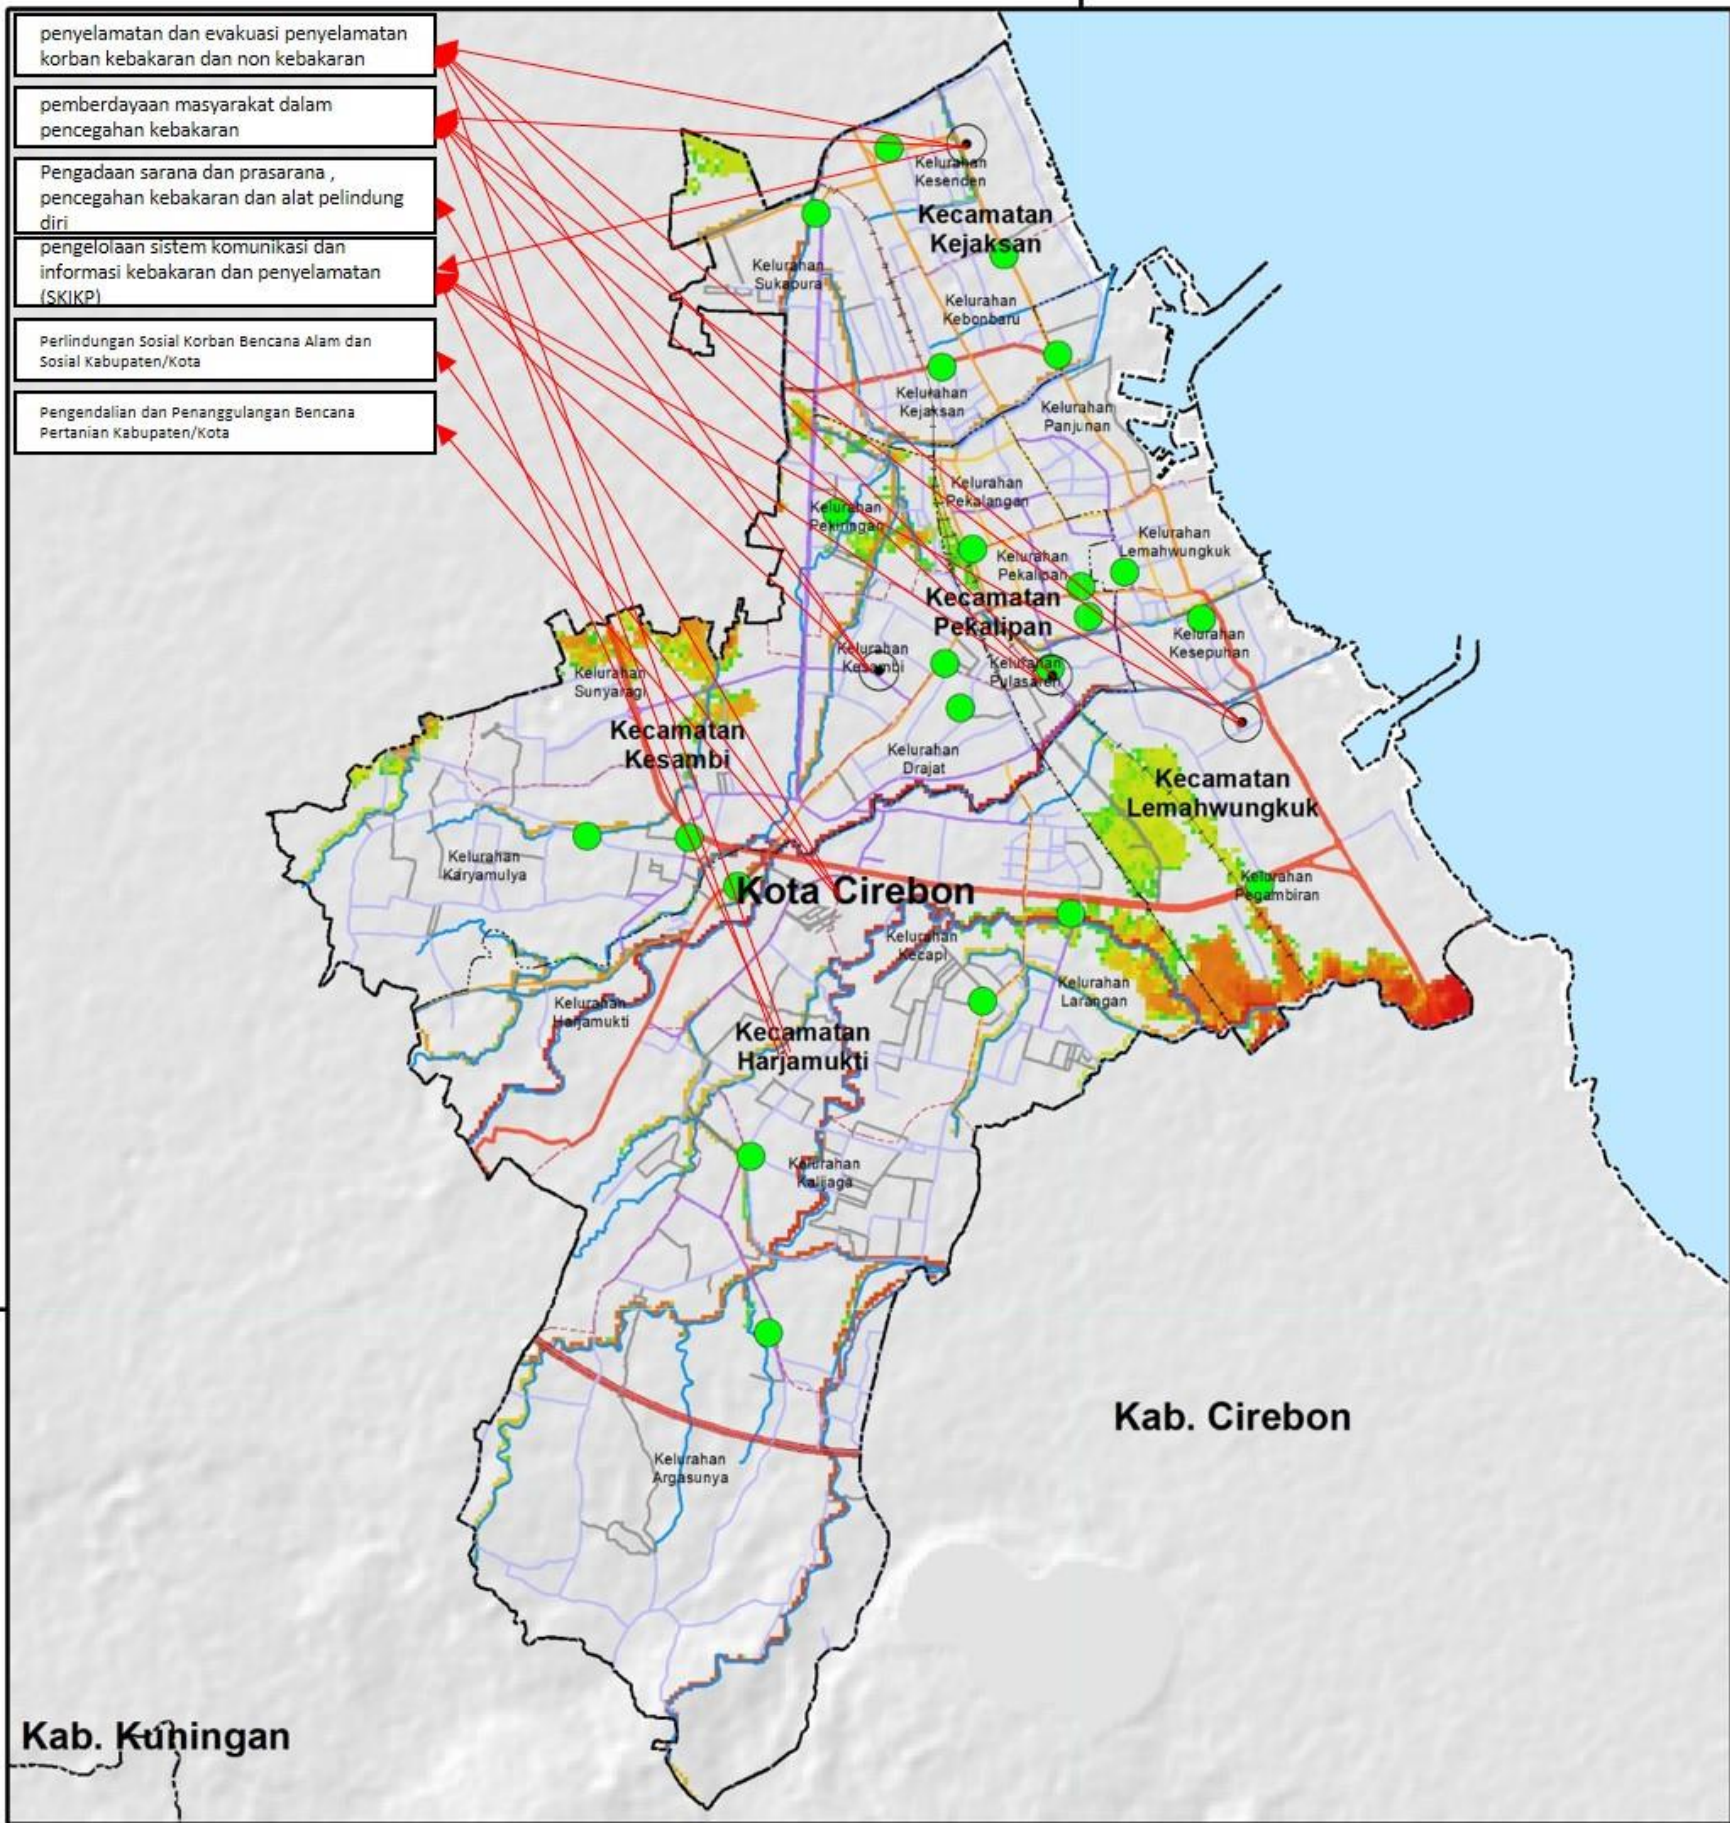 penyelamatan dan evakuasi penyelamatan
korban kebakaran dan non kebakaran
pemberdayaan masyarakat dalam
pencegahan kebakaran
Pengadaan sarana dan prasarana ,
pencegahan kebakaran dan alat pelindung
diri
pengelolaan sistem komunikasi dan
informasi kebakaran dan penyelamatan
(SKIKP)
Perlindungan Sosial Korban Bencana Alam dan
Sosial Kabupaten/Kota
Pengendalian dan Penanggulangan Bencana
Pertanian Kabupaten/Kota
Kelurahan
Kesenden
Kecamatan
Kejaksan
Kelurahan
Sukapura
Kelurahan
Kebonbaru
Kelurahan
Kejaksan
Kelurahan
Panjunan
Kelurahan
Pekalangan
Kelurahan
Pekiringan
Kelurahan
Lemahwungkuk
Kelurahan
Pekalipan
Kecamatan
Pekalipan
Kelurahan
Kesepuhan
Kelurahan
Kesambi
Kelurahan
Pulasaren
Kelurahan
Sunyaragi
Kecamatan
Kesambi
Kelurahan
Drajat
Kecamatan
Lemahwungkuk
Kelurahan
Karyamulya
Kota Cirebon
Kelurahan
Pegambiran
Kelurahan
Kecapi
Kelurahan
Larangan
Kelurahan
Harjamukti
Kecamatan
Harjamukti
Kelurahan
Kalijaga
Kab. Cirebon
Kelurahan
Argasunya
Kab. Kuningan